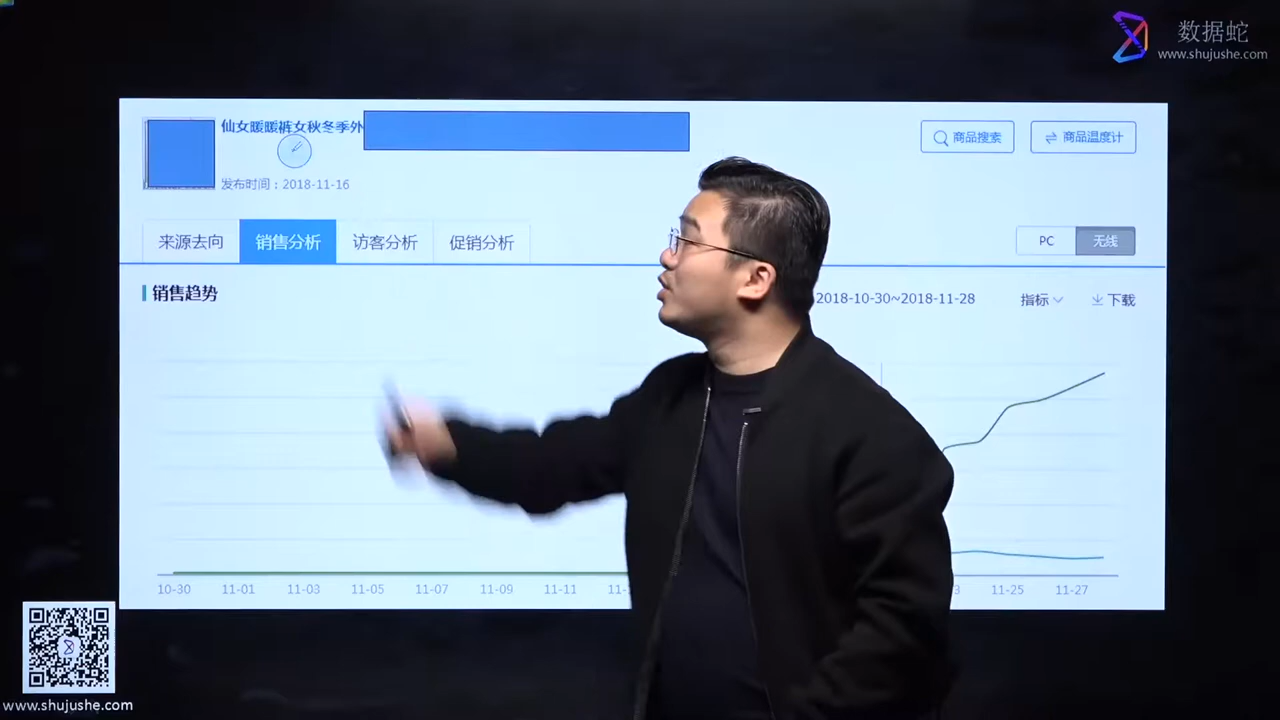 数据蛇
www.shujushe.com
仙女暖暖裤女秋冬季外
商品搜索
商品温度计
发布时间：2018-11-16
来源去向
销售分析
访客分析
促销分析
PC
无线
销售趋势
2018-10-30~2018-11-28
指标
下载
10-30 11-01 11-03 11-05 11-07 11-09 11-11 11-25 11-27
www.shujushe.com